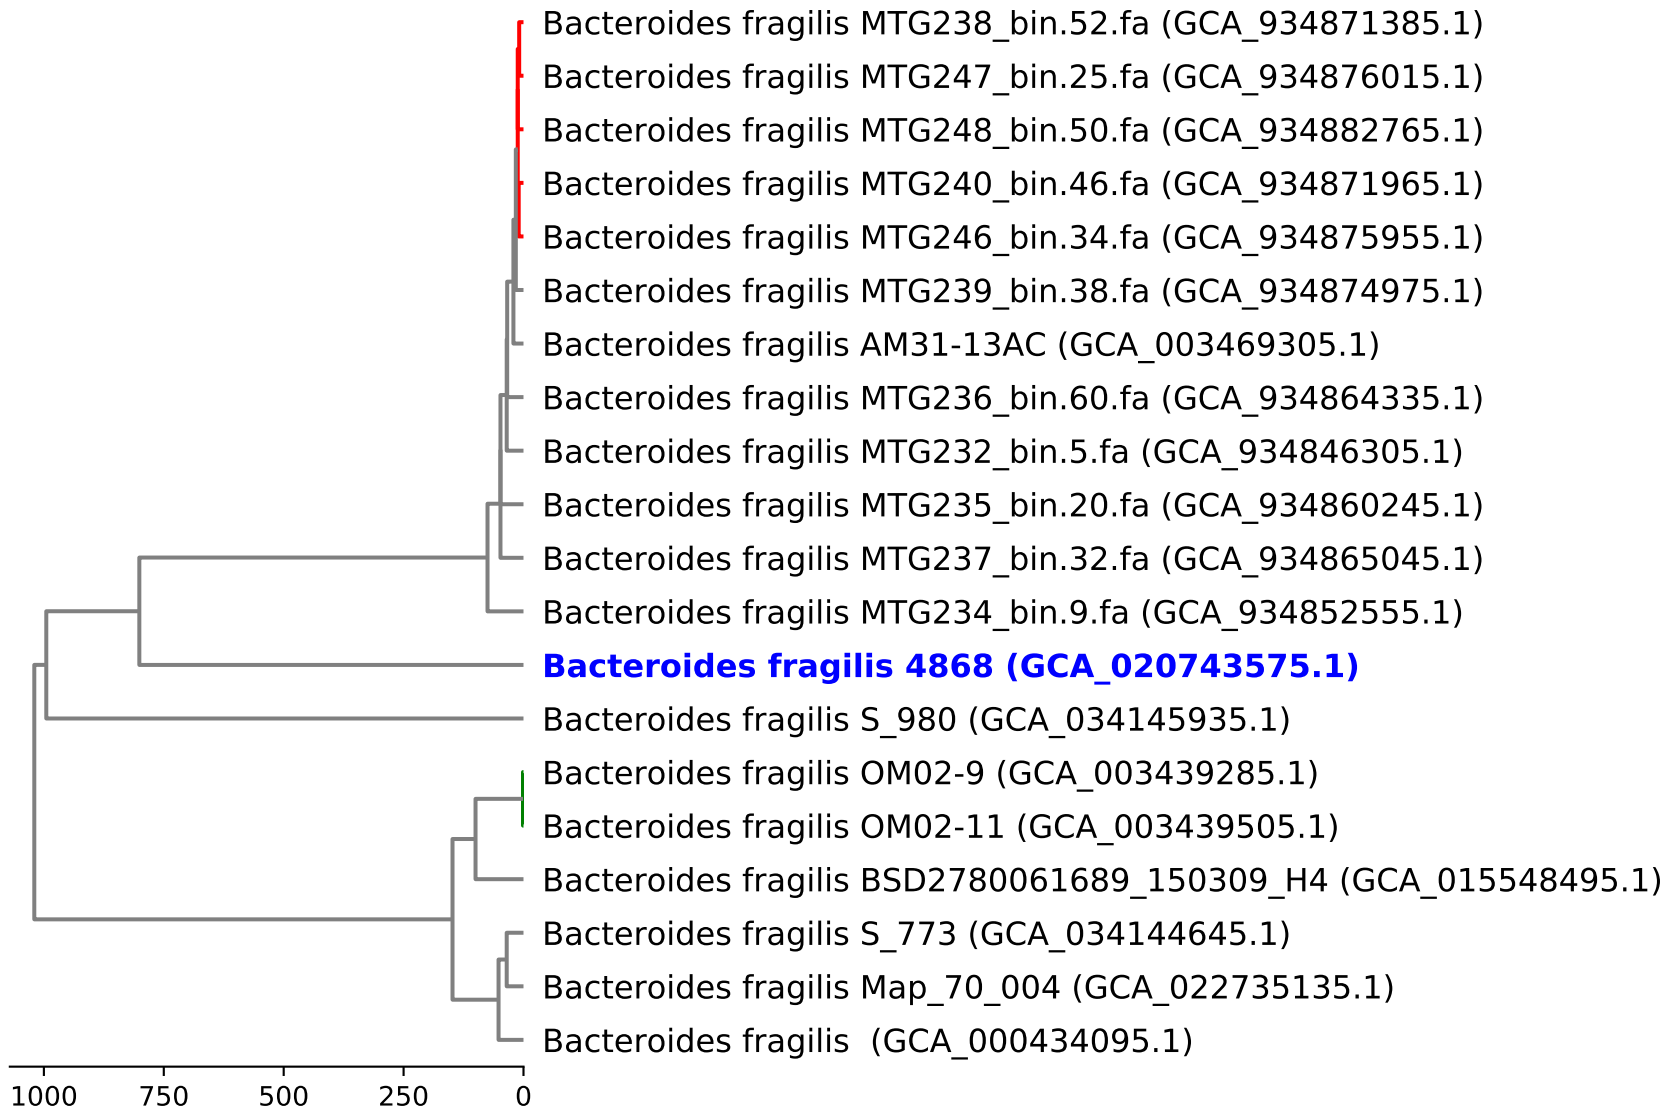 Bacteroides fragilis MTG238_bin.52.fa (GCA_934871385.1)
Bacteroides fragilis MTG247_bin.25.fa (GCA_934876015.1)
Bacteroides fragilis MTG248_bin.50.fa (GCA_934882765.1)
Bacteroides fragilis MTG240_bin.46.fa (GCA_934871965.1)
Bacteroides fragilis MTG246_bin.34.fa (GCA_934875955.1)
Bacteroides fragilis MTG239_bin.38.fa (GCA_934874975.1)
Bacteroides fragilis AM31-13AC (GCA_003469305.1)
Bacteroides fragilis MTG236_bin.60.fa (GCA_934864335.1)
Bacteroides fragilis MTG232_bin.5.fa (GCA_934846305.1)
Bacteroides fragilis MTG235_bin.20.fa (GCA_934860245.1)
Bacteroides fragilis MTG237_bin.32.fa (GCA_934865045.1)
Bacteroides fragilis MTG234_bin.9.fa (GCA_934852555.1)
Bacteroides fragilis 4868 (GCA_020743575.1)
Bacteroides fragilis S_980 (GCA_034145935.1)
Bacteroides fragilis OM02-9 (GCA_003439285.1)
Bacteroides fragilis OM02-11 (GCA_003439505.1)
Bacteroides fragilis BSD2780061689_150309_H4 (GCA_015548495.1)
Bacteroides fragilis S_773 (GCA_034144645.1)
Bacteroides fragilis Map_70_004 (GCA_022735135.1)
Bacteroides fragilis  (GCA_000434095.1)
1000 750 500 250 0